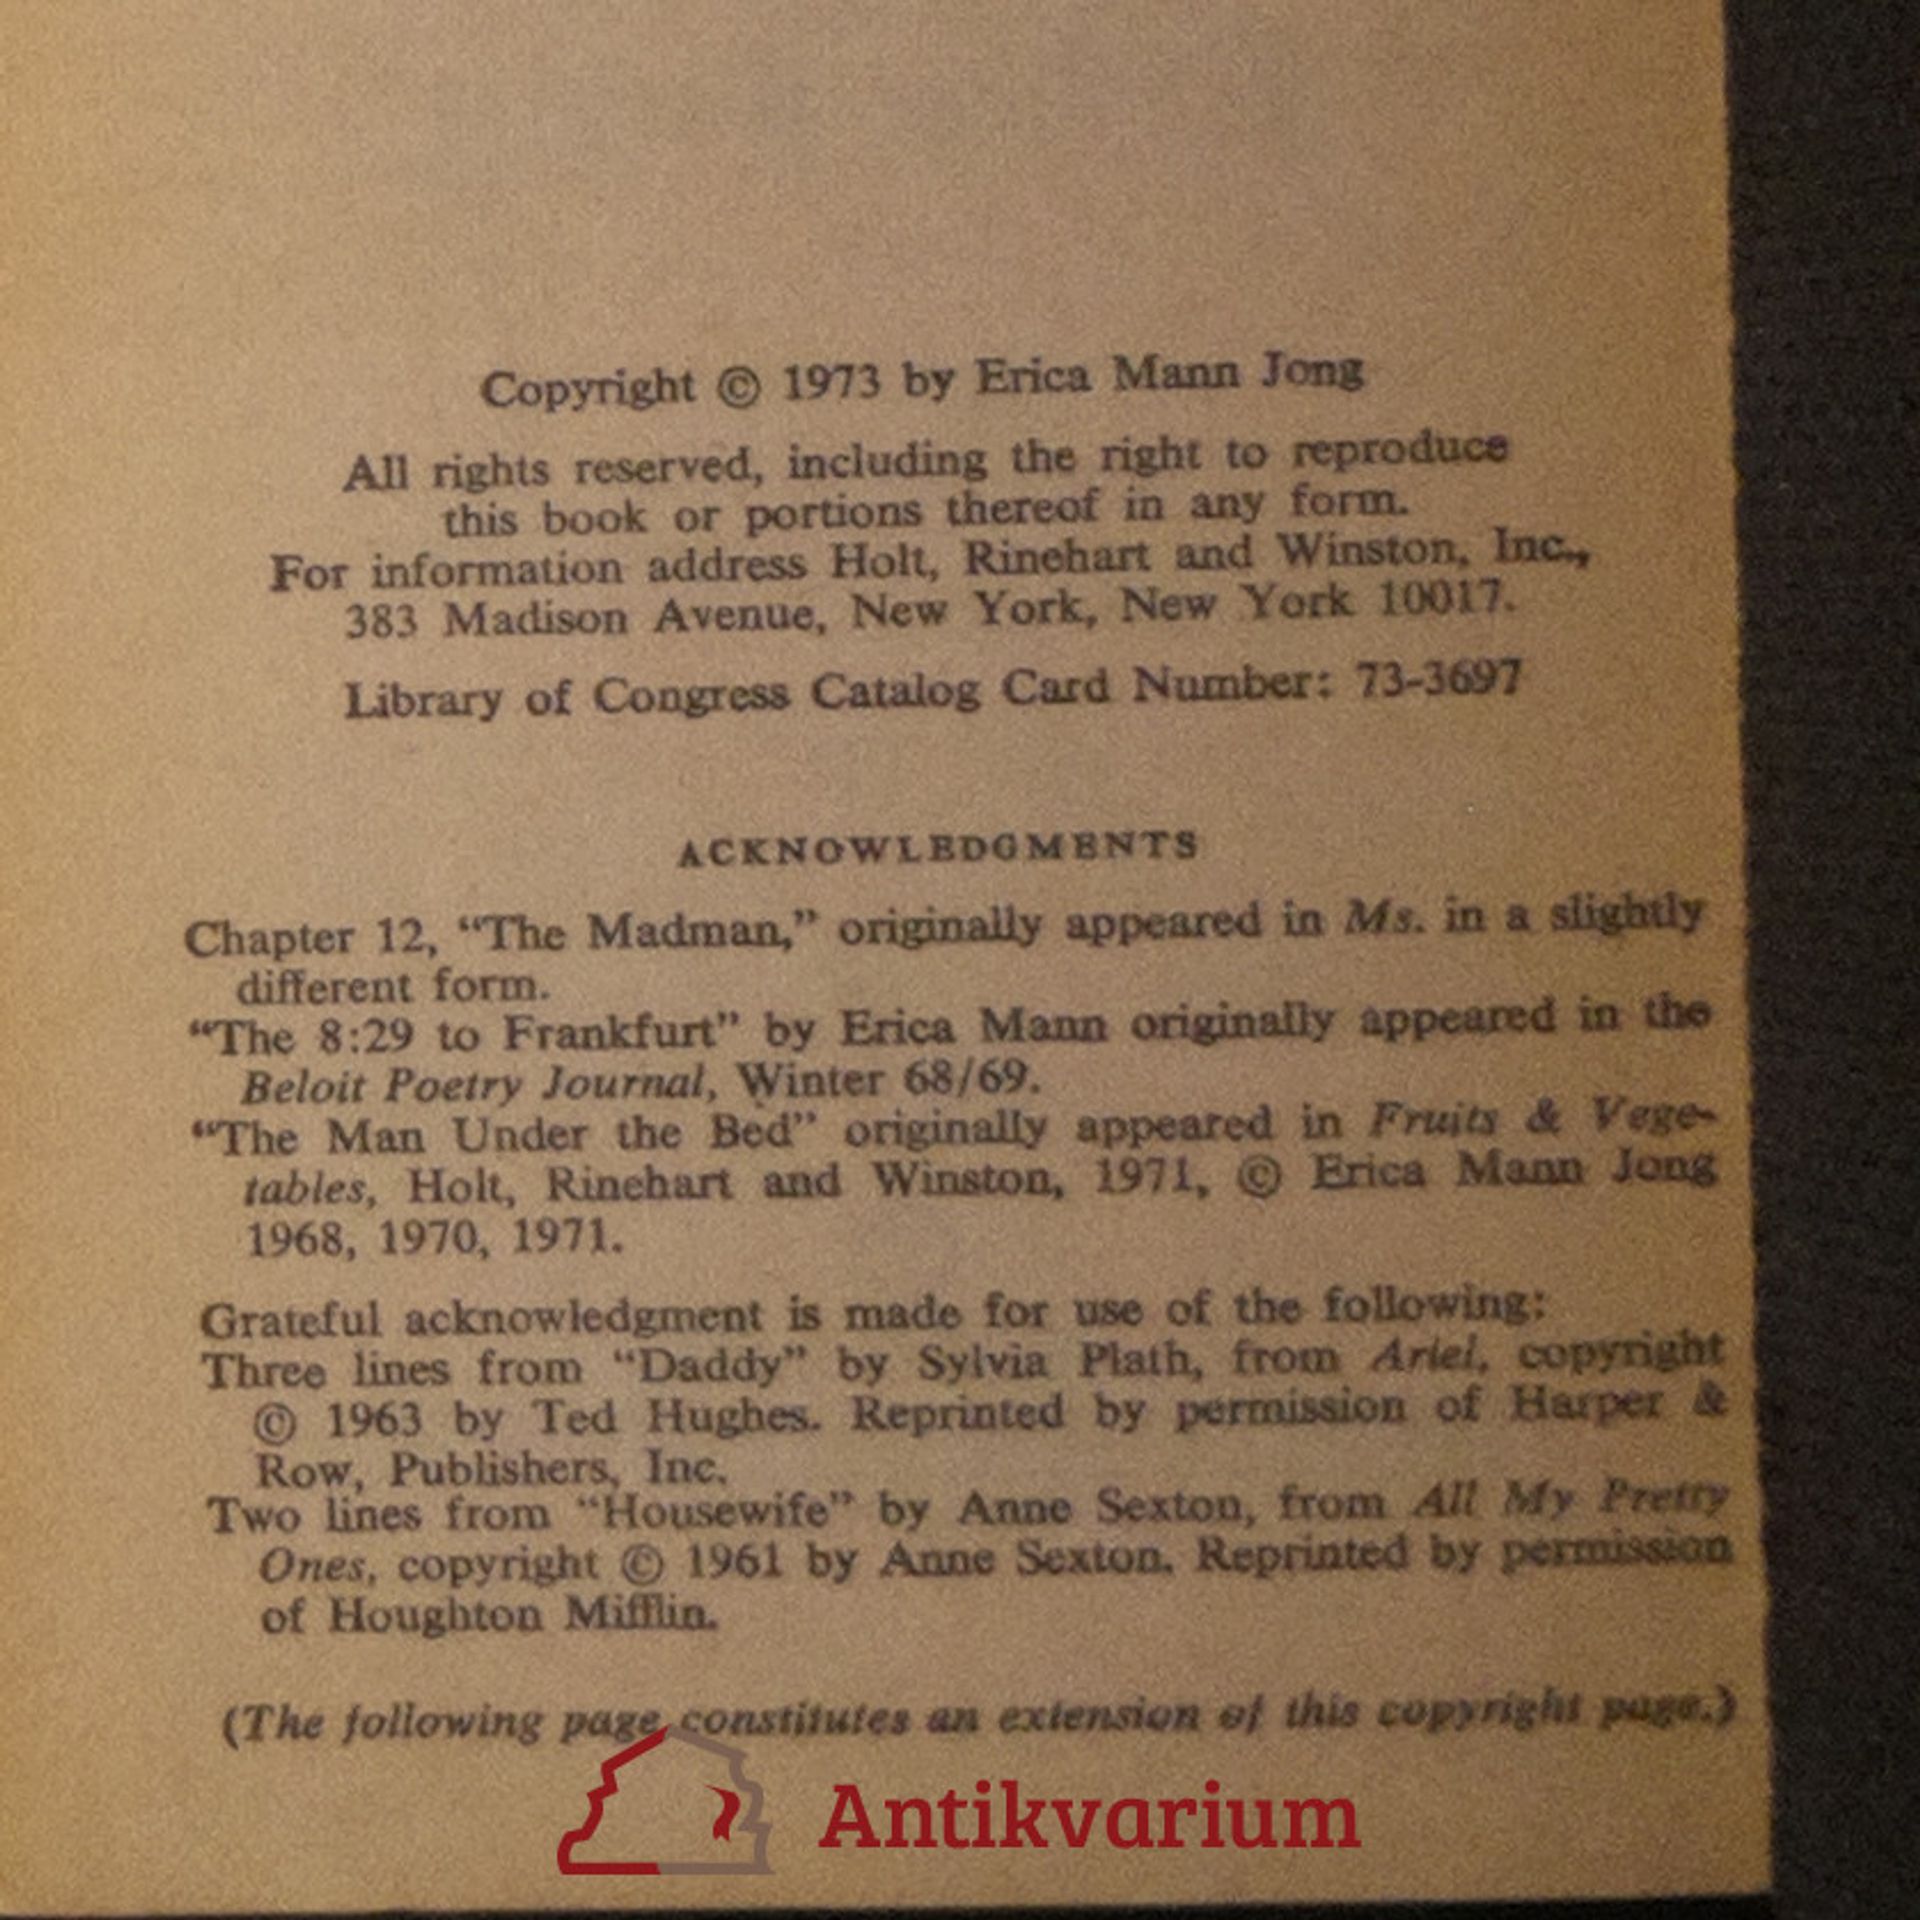 Copyright © 1973 by Erica Mann Jong
All rights reserved, including the right to reproduce
this book or portions thereof in any form.
For information address Holt, Rinehart and Winston, Inc.,
383 Madison Avenue, New York, New York 10017.
Library of Congress Catalog Card Number: 73-3697
ACKNOWLEDGMENTS
Chapter 12, “The Madman,” originally appeared in Ms. in a slightly
different form.
“The 8:29 to Frankfurt” by Erica Mann originally appeared in the
Beloit Poetry Journal, Winter 68/69.
“The Man Under the Bed” originally appeared in Fruits & Vege-
tables, Holt, Rinehart and Winston, 1971, © Erica Mann Jong
1968, 1970, 1971.
Grateful acknowledgment is made for use of the following:
Three lines from “Daddy” by Sylvia Plath, from Ariel, copyright
© 1963 by Ted Hughes. Reprinted by permission of Harper &
Row, Publishers, Inc.
Two lines from “Housewife” by Anne Sexton, from All My Pretty
Ones, copyright © 1961 by Anne Sexton. Reprinted by permission
of Houghton Mifflin.
(The following page constitutes an extension of this copyright page.)
Antikvarium